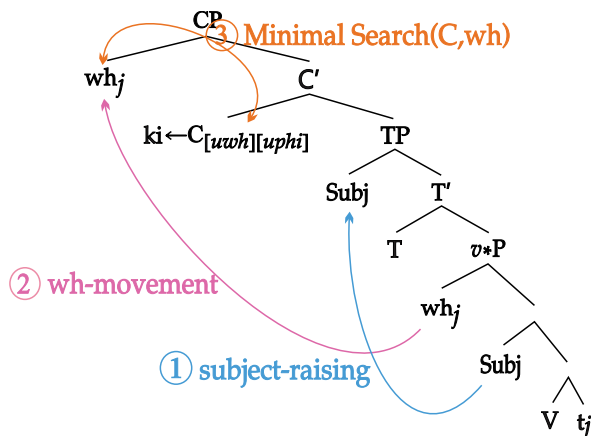 CP
③ Minimal Search(C,wh)
whj
C′
ki←C[uwh][uphi]
TP
Subj
T′
T
v*P
② wh-movement
whj
① subject-raising
Subj
V
tj